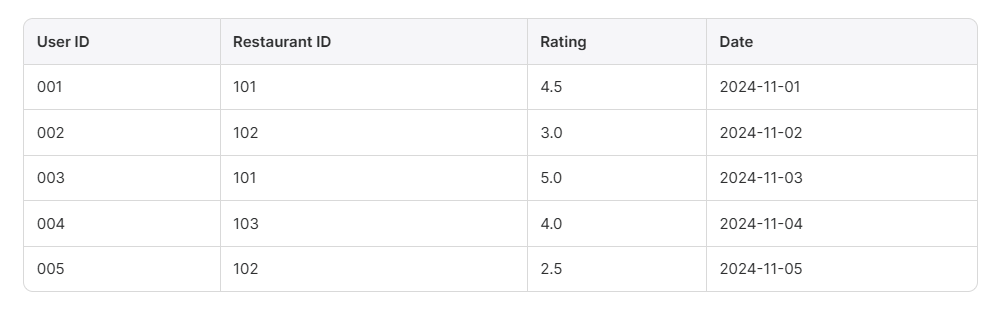 User ID Restaurant ID Rating Date
001 101 4.5 2024-11-01
002 102 3.0 2024-11-02
003 101 5.0 2024-11-03
004 103 4.0 2024-11-04
005 102 2.5 2024-11-05